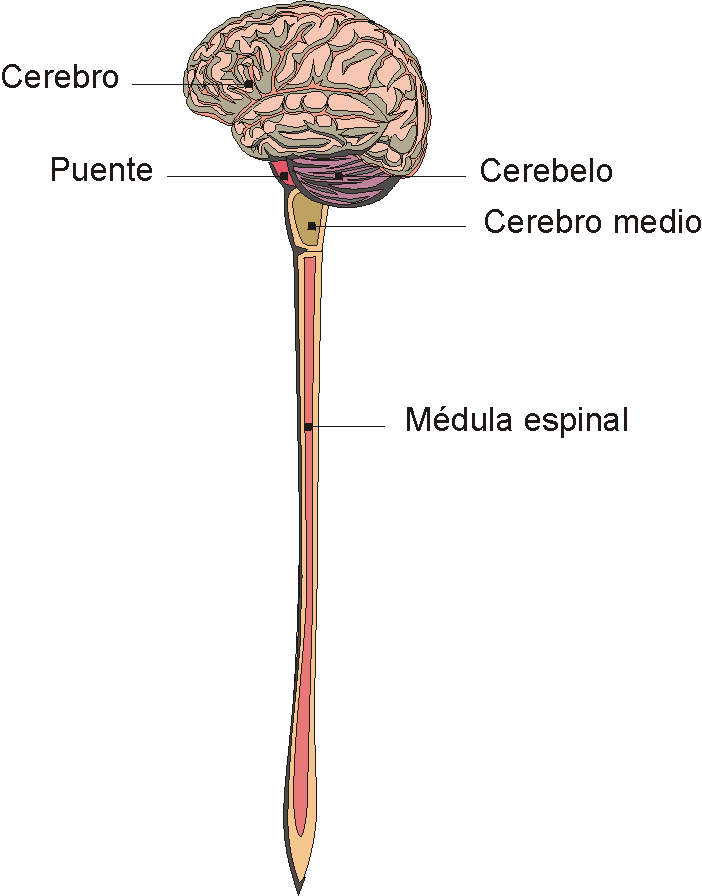 Cerebro
Puente
Cerebelo
Cerebro medio
Médula espinal